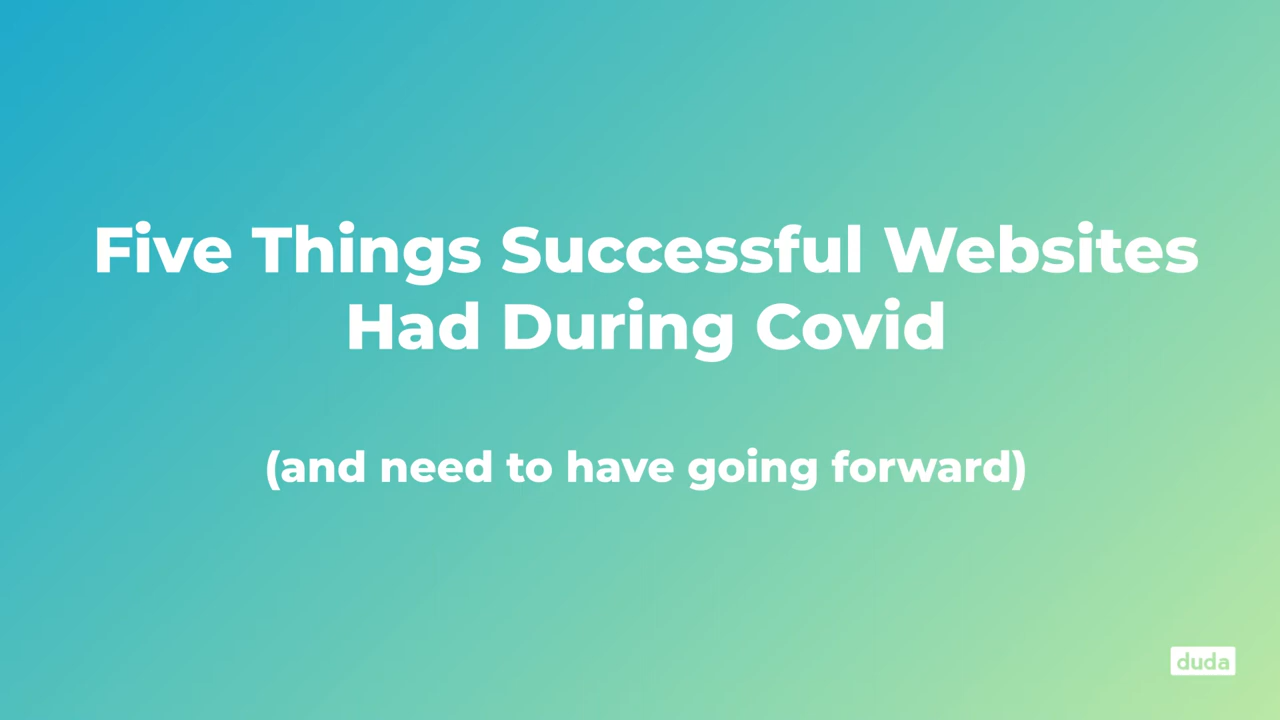 Five Things Successful Websites
Had During Covid
(and need to have going forward)
duda